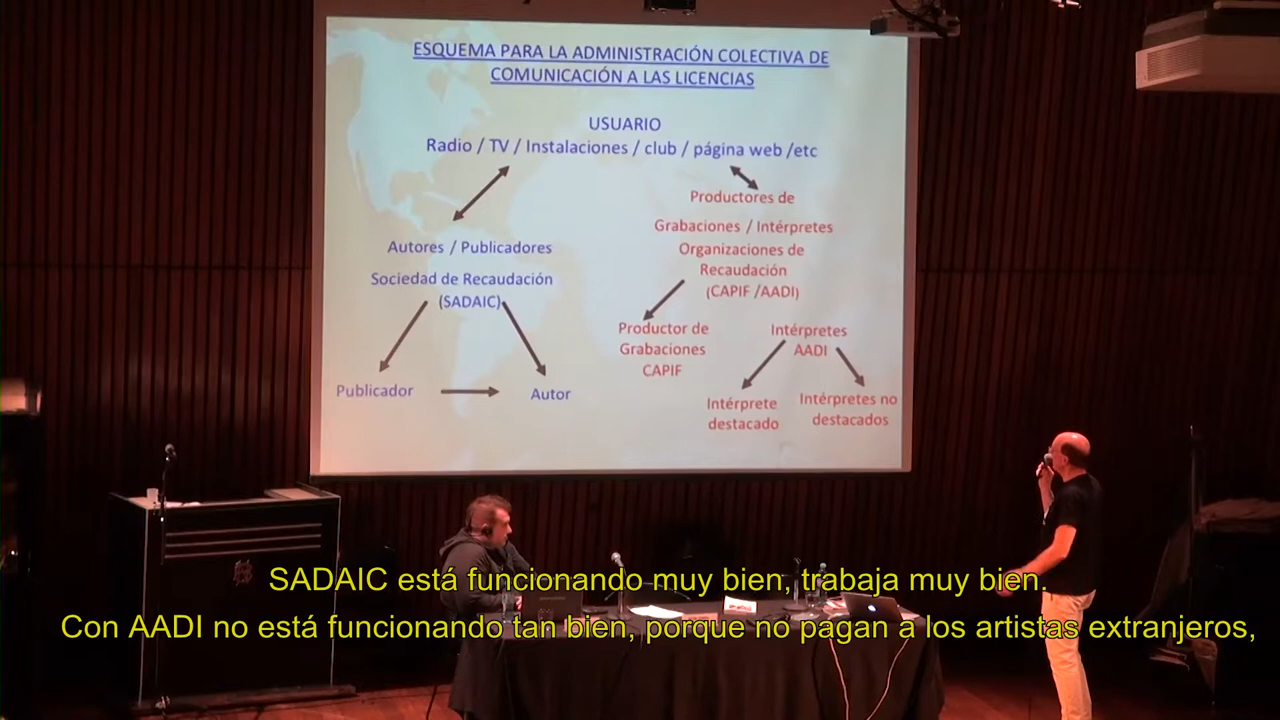 ESQUEMA PARA LA ADMINISTRACIÓN COLECTIVA DE
COMUNICACIÓN A LAS LICENCIAS
USUARIO
Radio / TV / Instalaciones / club / página web /etc
Autores / Publicadores
Sociedad de Recaudación
(SADAIC)
Publicador
Autor
Productores de
Grabaciones / Intérpretes
Organizaciones de
Recaudación
(CAPIF /AADI)
Productor de
Grabaciones
CAPIF
Intérpretes
AADI
Intérprete
destacado
Intérpretes no
destacados
SADAIC está funcionando muy bien, trabaja muy bien.
Con AADI no está funcionando tan bien, porque no pagan a los artistas extranjeros,